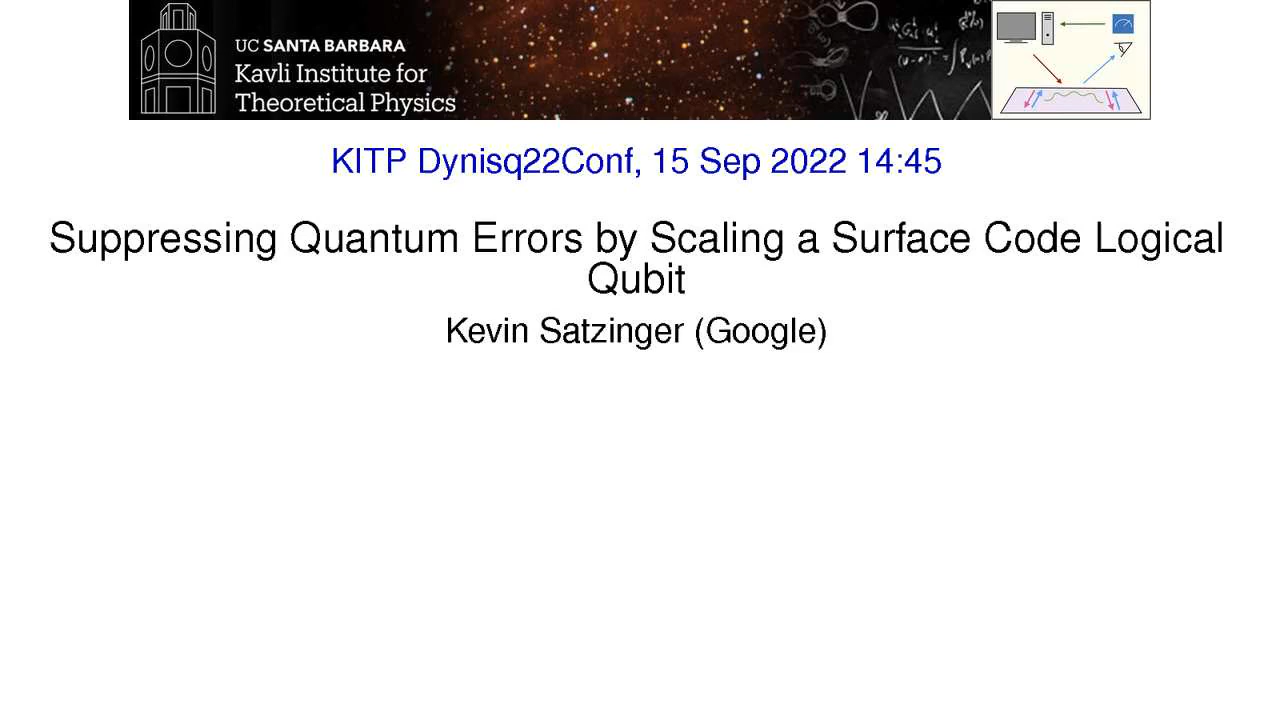 UC SANTA BARBARA
Kavli Institute for
Theoretical Physics
KITP Dynisq22Conf, 15 Sep 2022 14:45
Suppressing Quantum Errors by Scaling a Surface Code Logical
Qubit
Kevin Satzinger (Google)